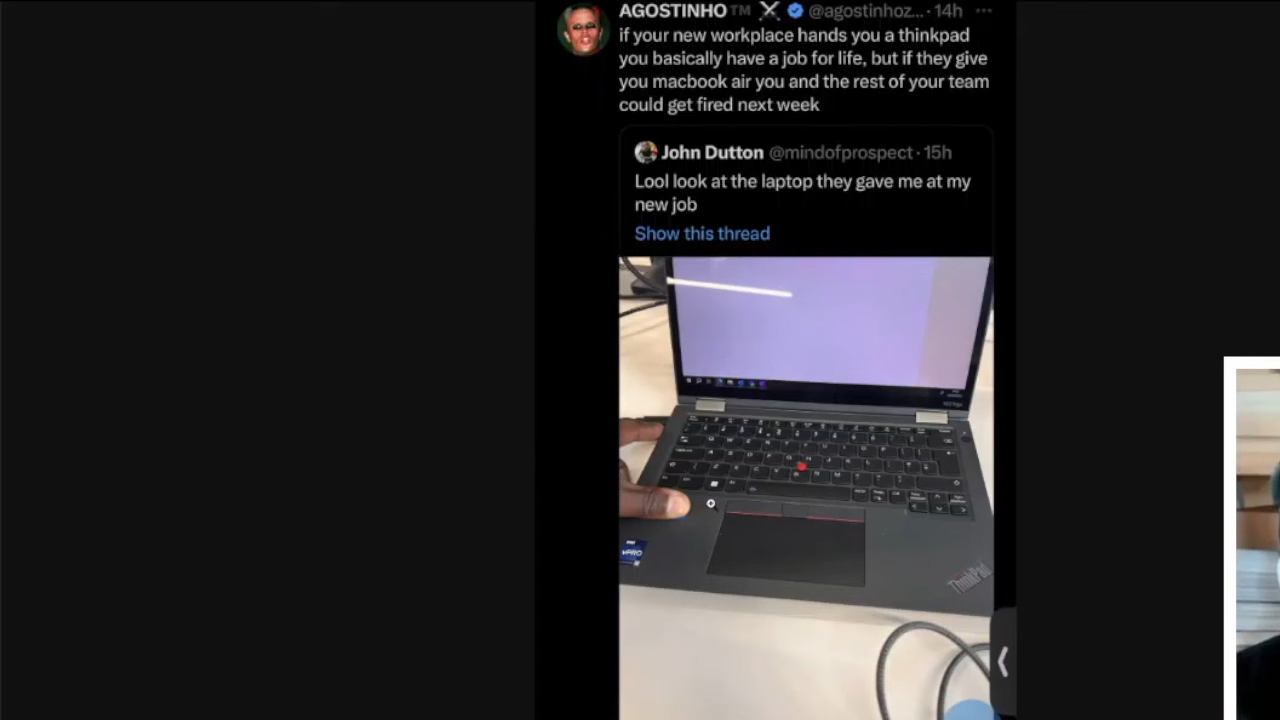 AGOSTINHO™ @agostinhoz... · 14h ...
if your new workplace hands you a thinkpad
you basically have a job for life, but if they give
you macbook air you and the rest of your team
could get fired next week
John Dutton @mindofprospect · 15h
Lool look at the laptop they gave me at my
new job
Show this thread
vPRO
ThinkPad